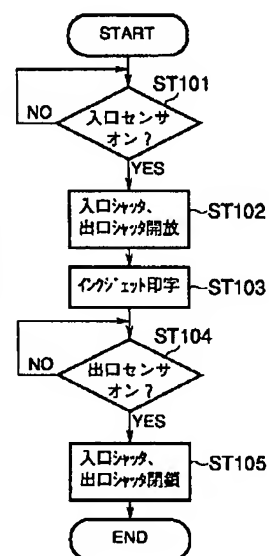 START
ST101
入口センサ
オン？
NO
YES
入口シャッタ、
出口シャッタ開放
ST102
インクジェット印字
ST103
ST104
出口センサ
オン？
NO
YES
入口シャッタ、
出口シャッタ閉鎖
ST105
END